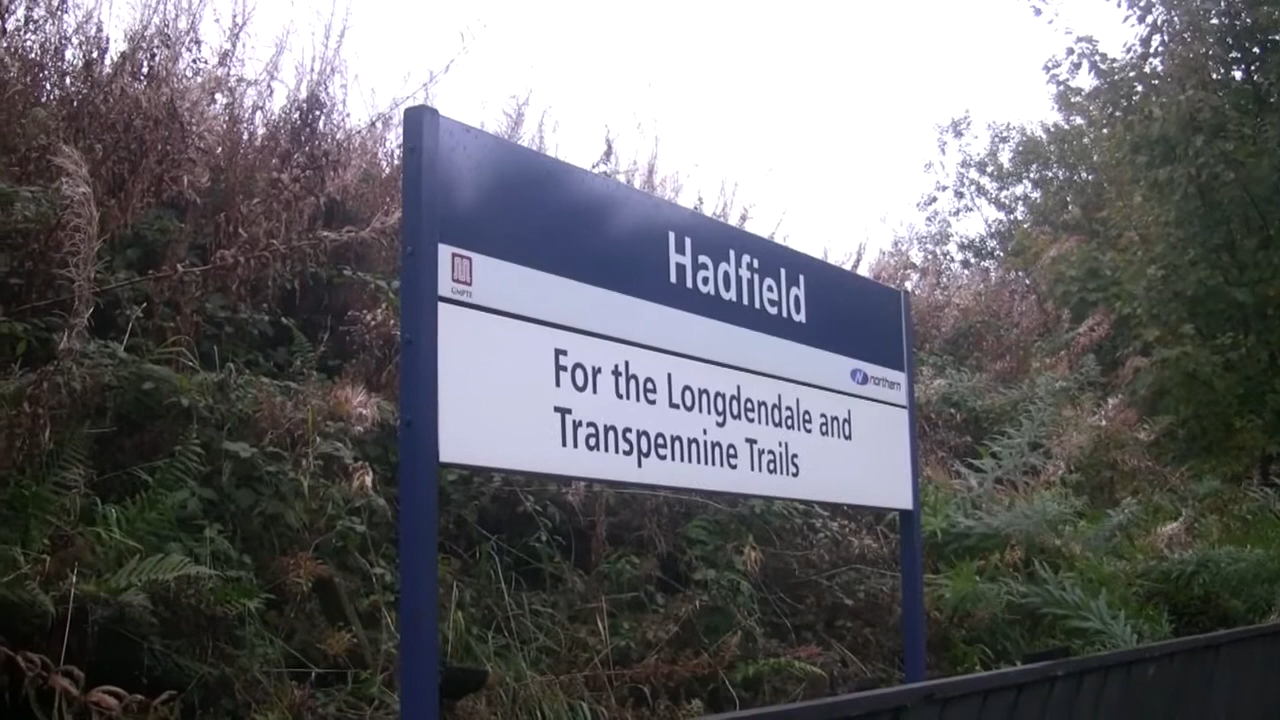 Hadfield
GMPTE
northern
For the Longdendale and
Transpennine Trails